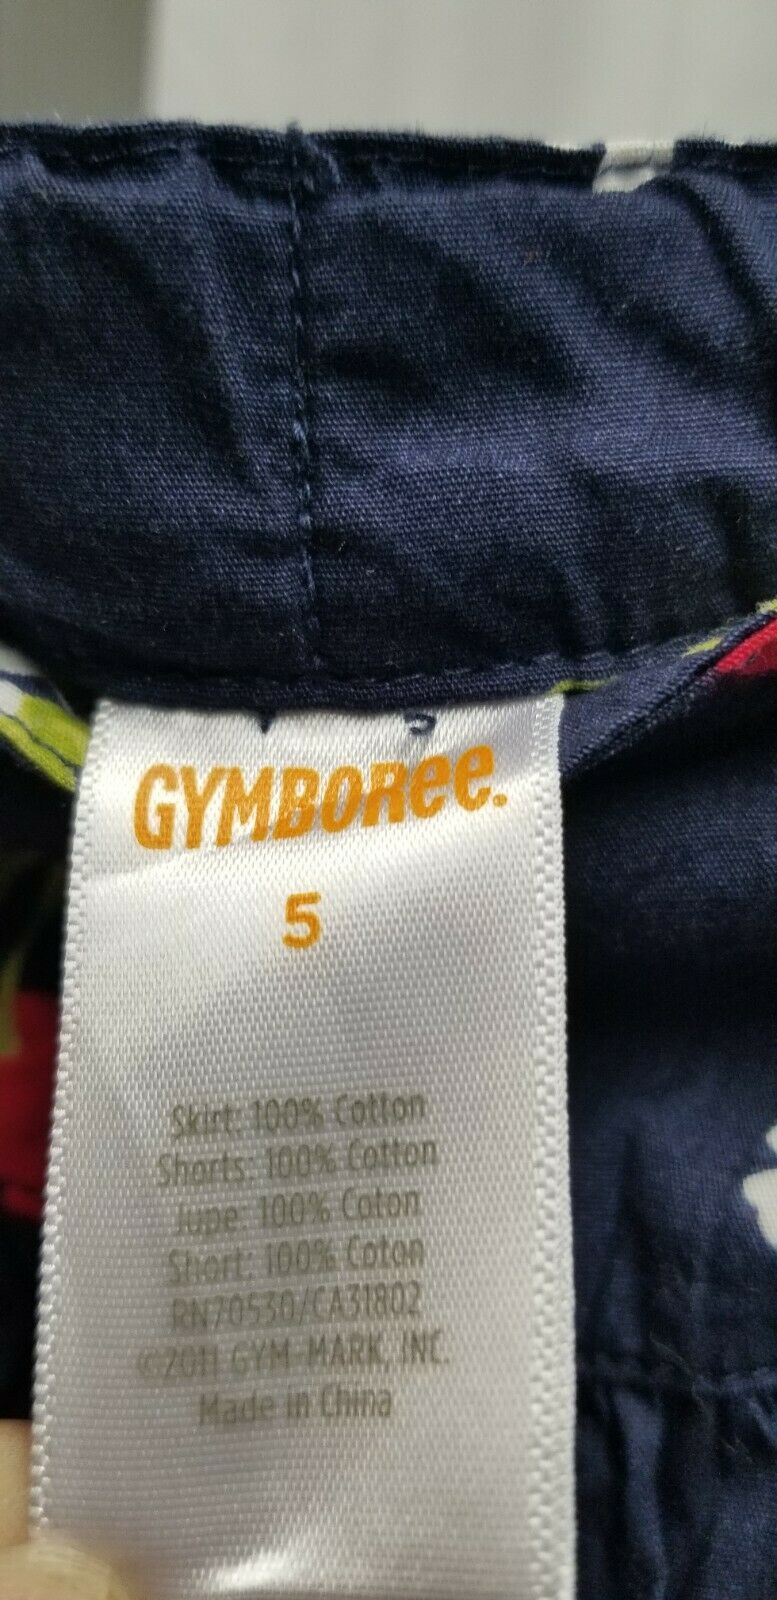 GYMBOREE.
5
Skirt: 100% Cotton
Shorts: 100% Cotton
Jupe: 100% Coton
Short: 100% Coton
RN70530/CA31802
©2011 GYM-MARK, INC.
Made in China